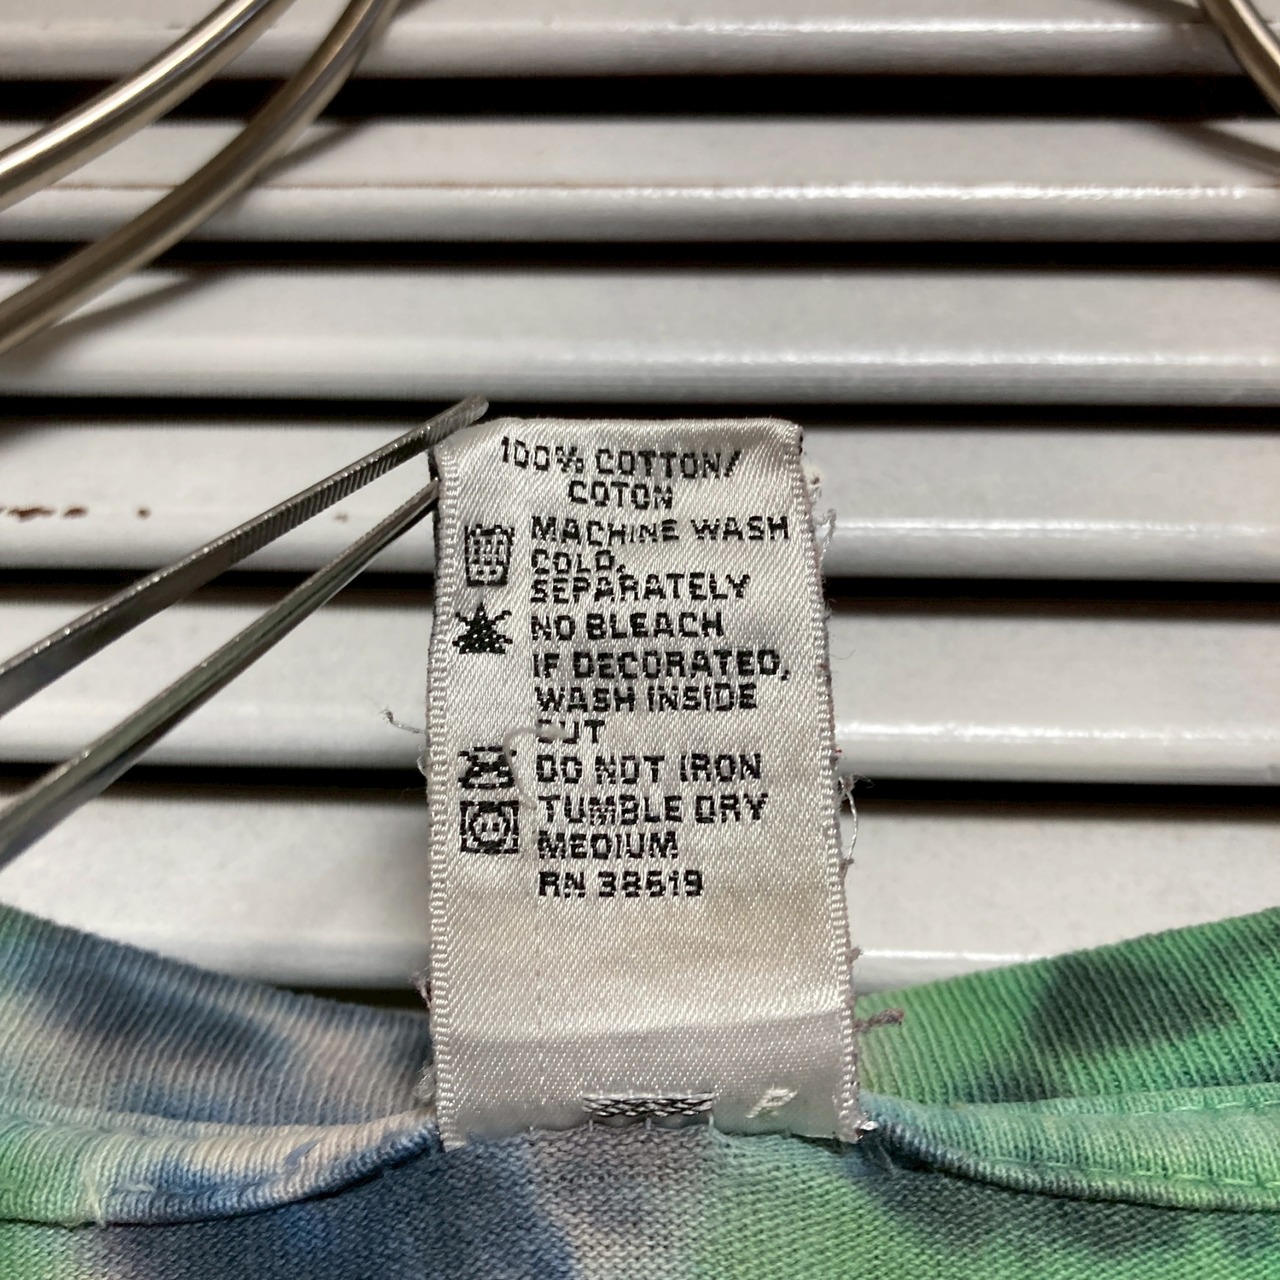 100% COTTON/
COTON
MACHINE WASH
COLD,
SEPARATELY
NO BLEACH
IF DECORATED,
WASH INSIDE
OUT
DO NOT IRON
TUMBLE DRY
MEDIUM
RN 38519
P